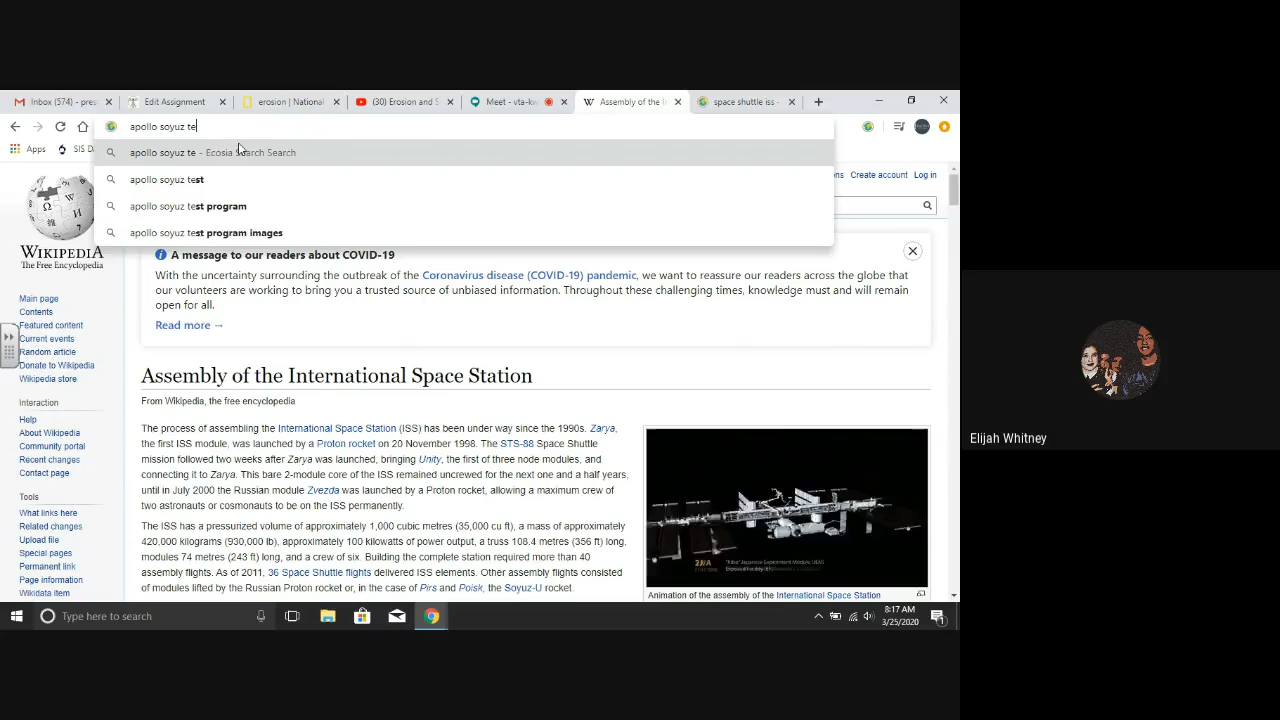 Inbox (574) - pres
Edit Assignment
erosion | National
(30) Erosion and S
Meet - vta-kw
Assembly of the In
space shuttle iss -
apollo soyuz te
Apps
SIS D
apollo soyuz te - Ecosia Search Search
apollo soyuz test
apollo soyuz test program
apollo soyuz test program images
ons
Create account
Log in
WIKIPEDIA
The Free Encyclopedia
Main page
Contents
Featured content
Current events
Random article
Donate to Wikipedia
Wikipedia store
Interaction
Help
About Wikipedia
Community portal
Recent changes
Contact page
Tools
What links here
Related changes
Upload file
Special pages
Permanent link
Page information
Wikidata item
A message to our readers about COVID-19
With the uncertainty surrounding the outbreak of the Coronavirus disease (COVID-19) pandemic, we want to reassure our readers across the globe that
our volunteers are working to bring you a trusted source of unbiased information. Throughout these challenging times, knowledge must and will remain
open for all.
Read more →
Assembly of the International Space Station
From Wikipedia, the free encyclopedia
The process of assembling the International Space Station (ISS) has been under way since the 1990s. Zarya,
the first ISS module, was launched by a Proton rocket on 20 November 1998. The STS-88 Space Shuttle
mission followed two weeks after Zarya was launched, bringing Unity, the first of three node modules, and
connecting it to Zarya. This bare 2-module core of the ISS remained uncrewed for the next one and a half years,
until in July 2000 the Russian module Zvezda was launched by a Proton rocket, allowing a maximum crew of
two astronauts or cosmonauts to be on the ISS permanently.
The ISS has a pressurized volume of approximately 1,000 cubic metres (35,000 cu ft), a mass of approximately
420,000 kilograms (930,000 lb), approximately 100 kilowatts of power output, a truss 108.4 metres (356 ft) long,
modules 74 metres (243 ft) long, and a crew of six. Building the complete station required more than 40
assembly flights. As of 2011, 36 Space Shuttle flights delivered ISS elements. Other assembly flights consisted
of modules lifted by the Russian Proton rocket or, in the case of Pirs and Poisk, the Soyuz-U rocket.
Animation of the assembly of the International Space Station
Type here to search
8:17 AM
3/25/2020
Elijah Whitney